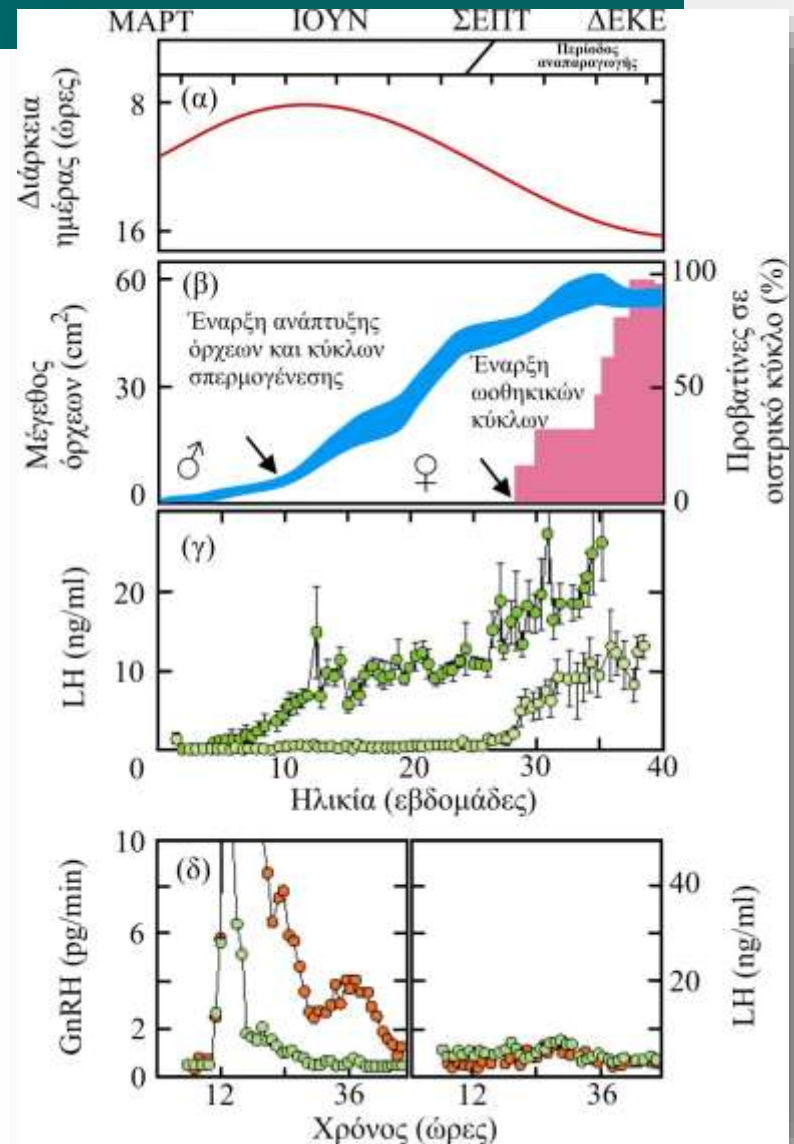 ΜΑΡΤ ΙΟΥΝ ΣΕΠΤ ΔΕΚΕ
Περίοδος
αναπαραγωγής
(α)
8
16
Διάρκεια
ημέρας (ώρες)
(β)
60
30
0
Μέγεθος
όρχεων (cm²)
Έναρξη ανάπτυξης
όρχεων και κύκλων
σπερμογένεσης
♂
Έναρξη
ωοθηκικών
κύκλων
♀
100
50
0
Προβατίνες σε
οιστρικό κύκλο (%)
(γ)
20
10
0
LH (ng/ml)
10 20 30 40
Ηλικία (εβδομάδες)
(δ)
10
6
2
0
GnRH (pg/min)
40
20
LH (ng/ml)
12 36 12 36
Χρόνος (ώρες)